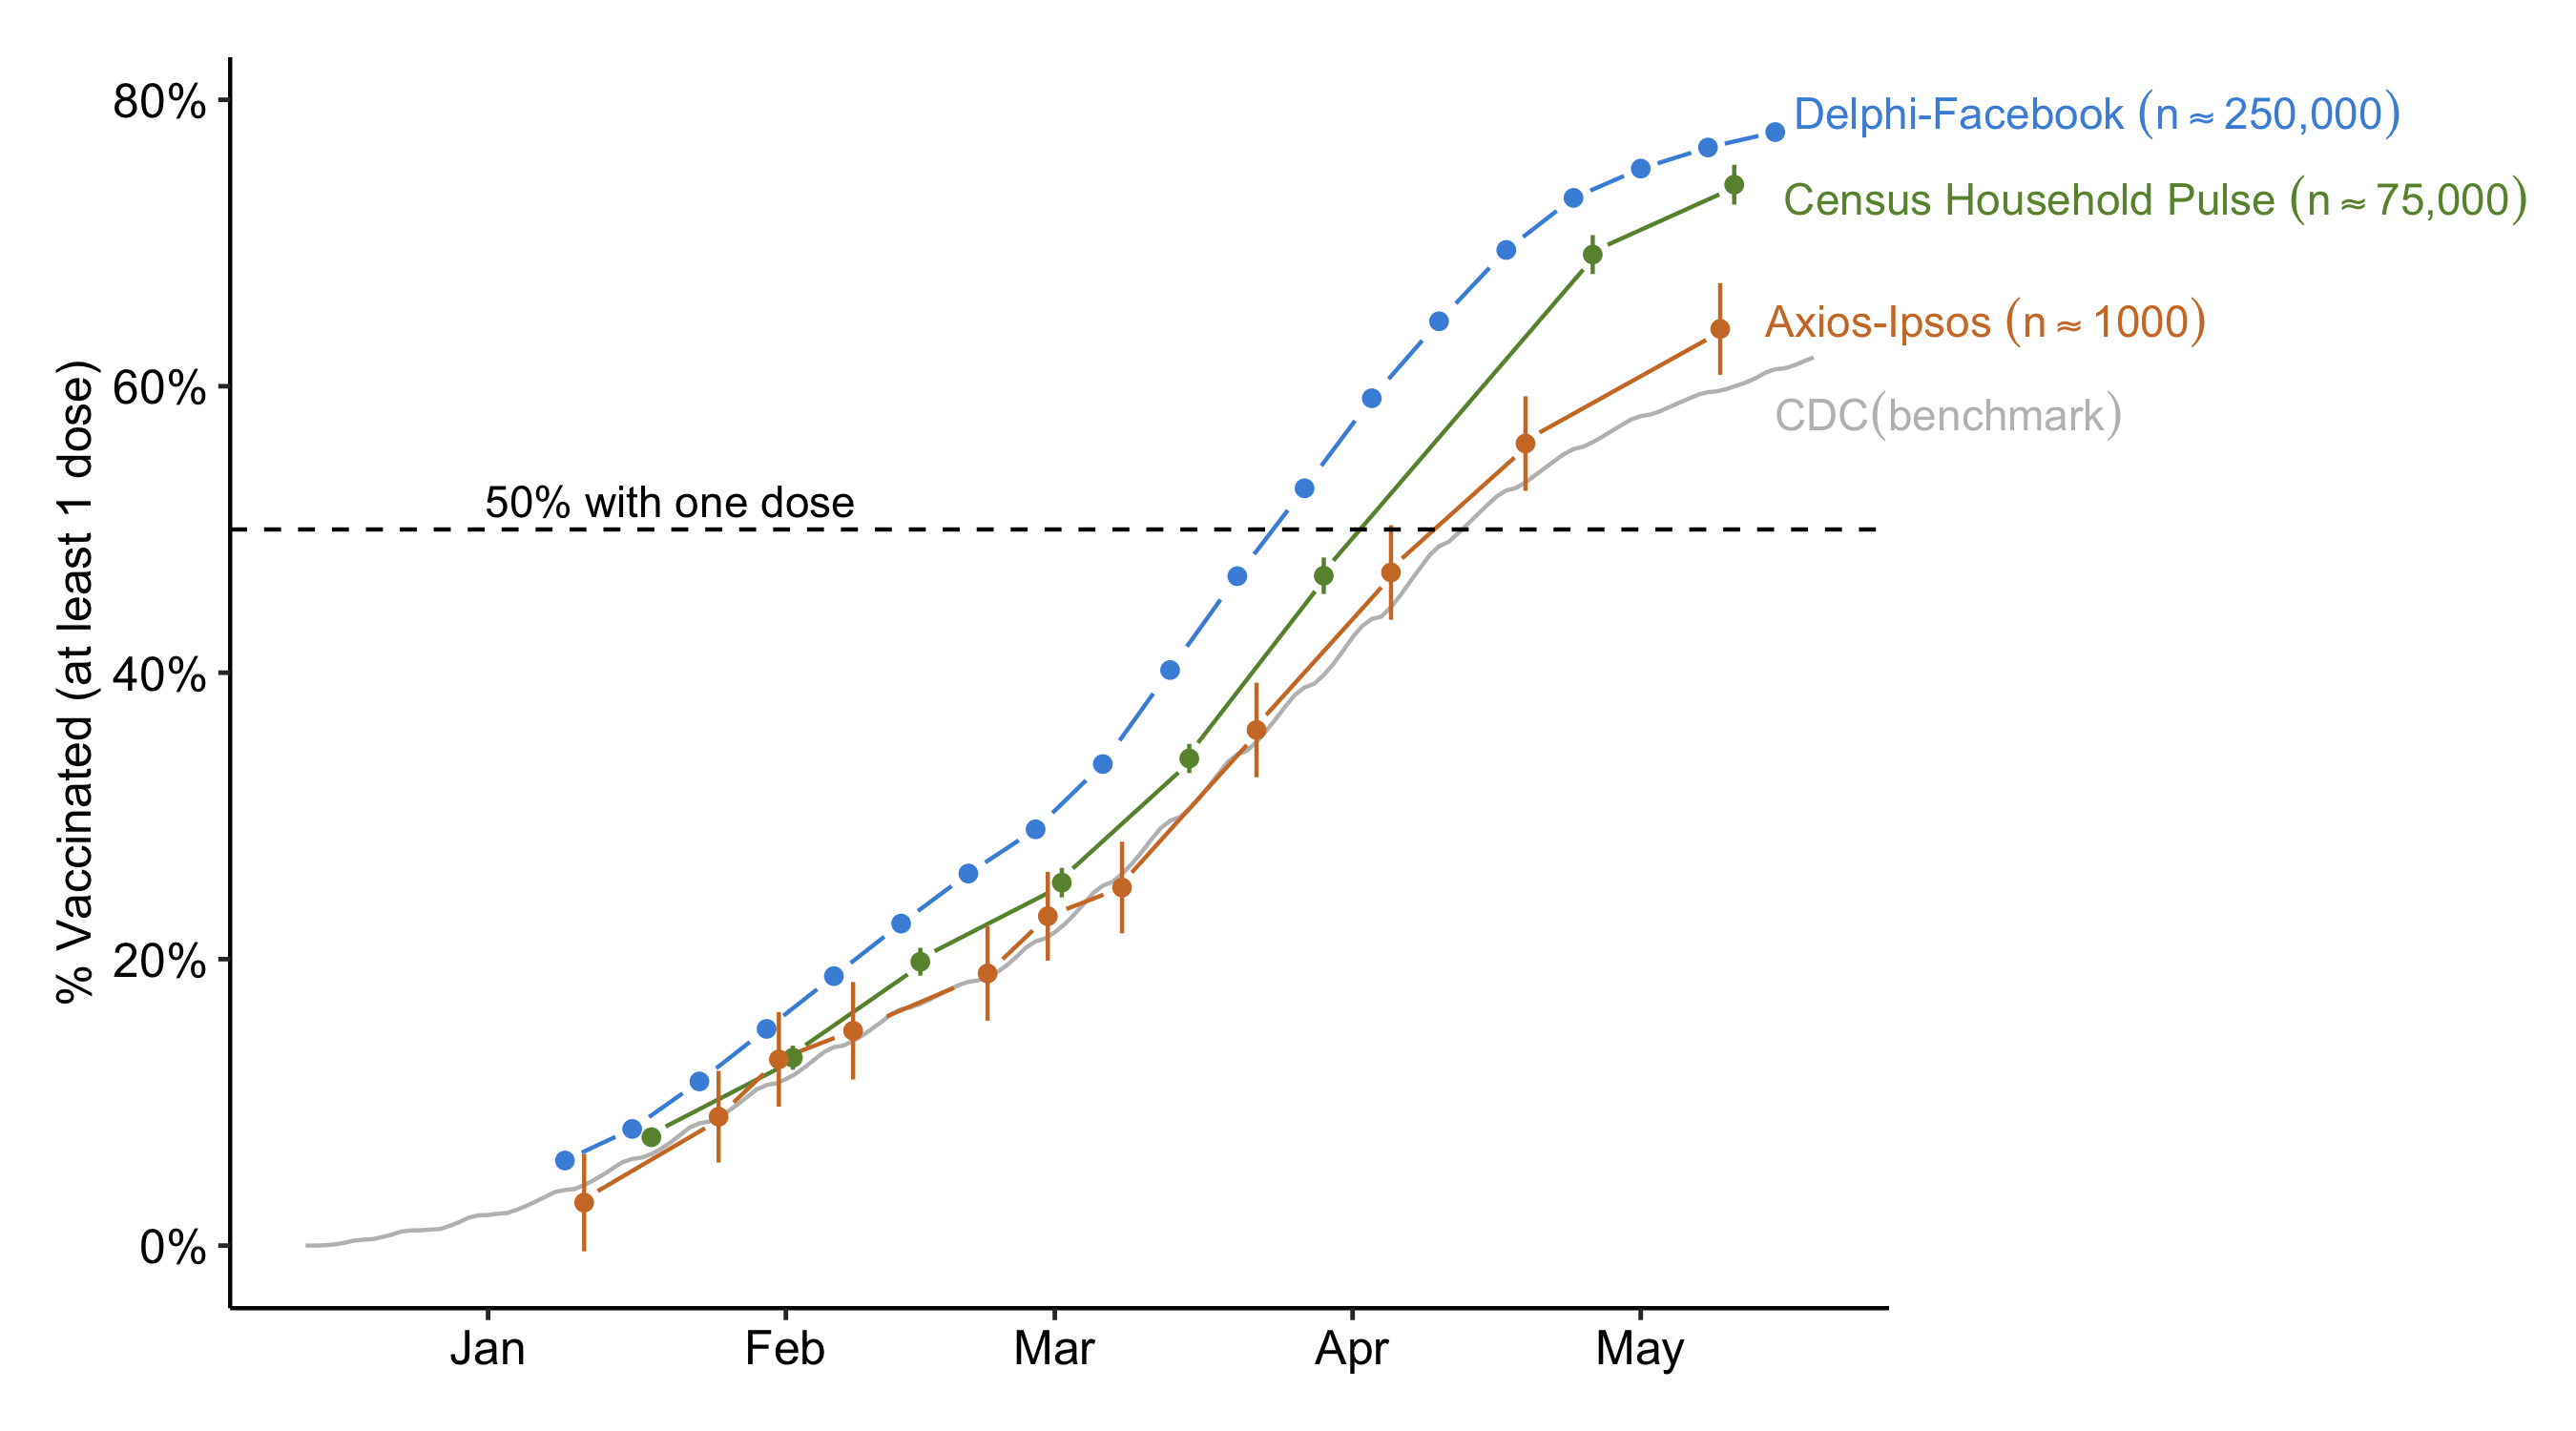 80%
Delphi-Facebook (n ≈ 250,000)
Census Household Pulse (n ≈ 75,000)
Axios-Ipsos (n ≈ 1000)
60%
CDC(benchmark)
50% with one dose
% Vaccinated (at least 1 dose)
40%
20%
0%
Jan Feb Mar Apr May